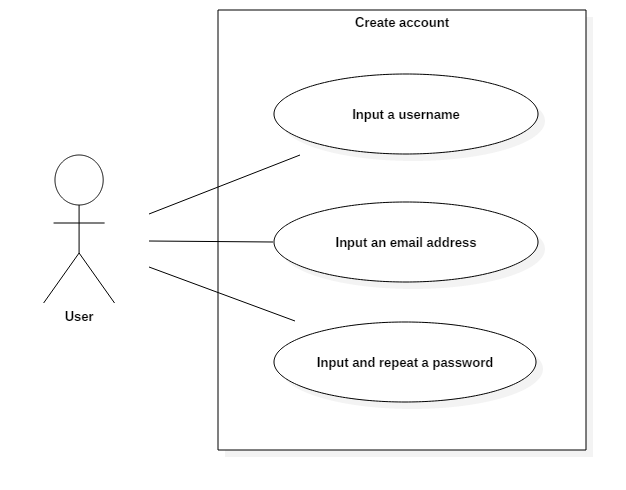 Create account
Input a username
Input an email address
User
Input and repeat a password